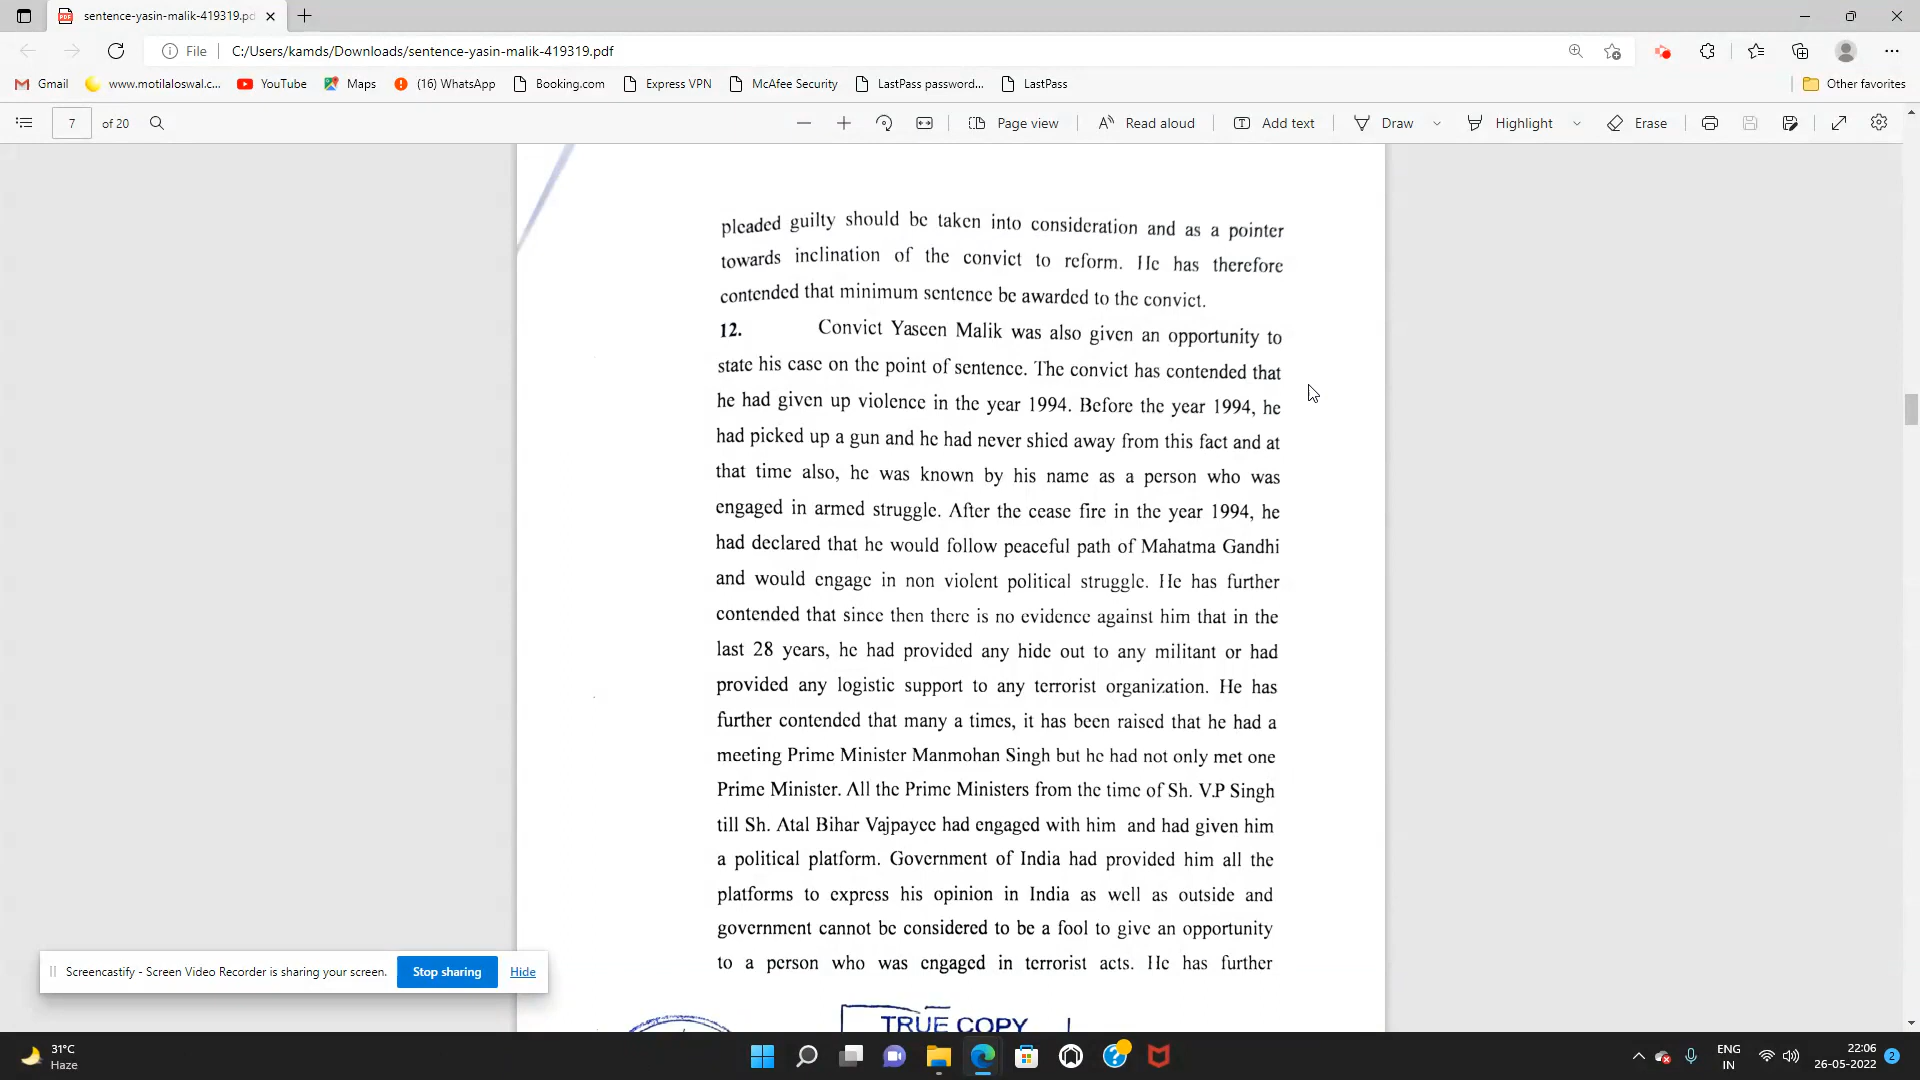 sentence-yasin-malik-419319.pd
File
C:/Users/kamds/Downloads/sentence-yasin-malik-419319.pdf
Gmail
www.motilaloswal.c...
YouTube
Maps
(16) WhatsApp
Booking.com
Express VPN
McAfee Security
LastPass password...
LastPass
Other favorites
7 of 20
Page view
Read aloud
Add text
Draw
Highlight
Erase
pleaded guilty should be taken into consideration and as a pointer
towards inclination of the convict to reform. He has therefore
contended that minimum sentence be awarded to the convict.
12. Convict Yaseen Malik was also given an opportunity to
state his case on the point of sentence. The convict has contended that
he had given up violence in the year 1994. Before the year 1994, he
had picked up a gun and he had never shied away from this fact and at
that time also, he was known by his name as a person who was
engaged in armed struggle. After the cease fire in the year 1994, he
had declared that he would follow peaceful path of Mahatma Gandhi
and would engage in non violent political struggle. He has further
contended that since then there is no evidence against him that in the
last 28 years, he had provided any hide out to any militant or had
provided any logistic support to any terrorist organization. He has
further contended that many a times, it has been raised that he had a
meeting Prime Minister Manmohan Singh but he had not only met one
Prime Minister. All the Prime Ministers from the time of Sh. V.P Singh
till Sh. Atal Bihar Vajpayee had engaged with him and had given him
a political platform. Government of India had provided him all the
platforms to express his opinion in India as well as outside and
government cannot be considered to be a fool to give an opportunity
to a person who was engaged in terrorist acts. He has further
TRUE COPY
Screencastify - Screen Video Recorder is sharing your screen.
Stop sharing
Hide
31°C
Haze
ENG
IN
22:06
26-05-2022
2